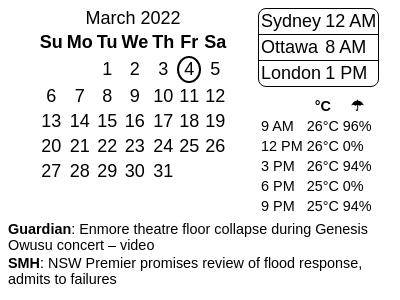 March 2022
Su Mo Tu We Th Fr Sa
1 2 3 4 5
6 7 8 9 10 11 12
13 14 15 16 17 18 19
20 21 22 23 24 25 26
27 28 29 30 31
Sydney 12 AM
Ottawa 8 AM
London 1 PM
°C ☂
9 AM 26°C 96%
12 PM 26°C 0%
3 PM 26°C 94%
6 PM 25°C 0%
9 PM 25°C 94%
Guardian: Enmore theatre floor collapse during Genesis
Owusu concert – video
SMH: NSW Premier promises review of flood response,
admits to failures